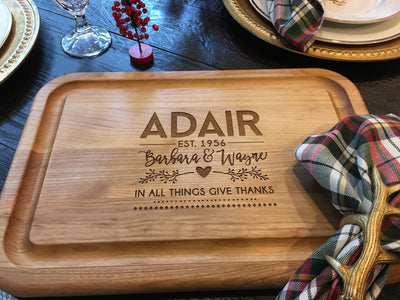 ADAIR
EST. 1956
Barbara & Wayne
IN ALL THINGS GIVE THANKS